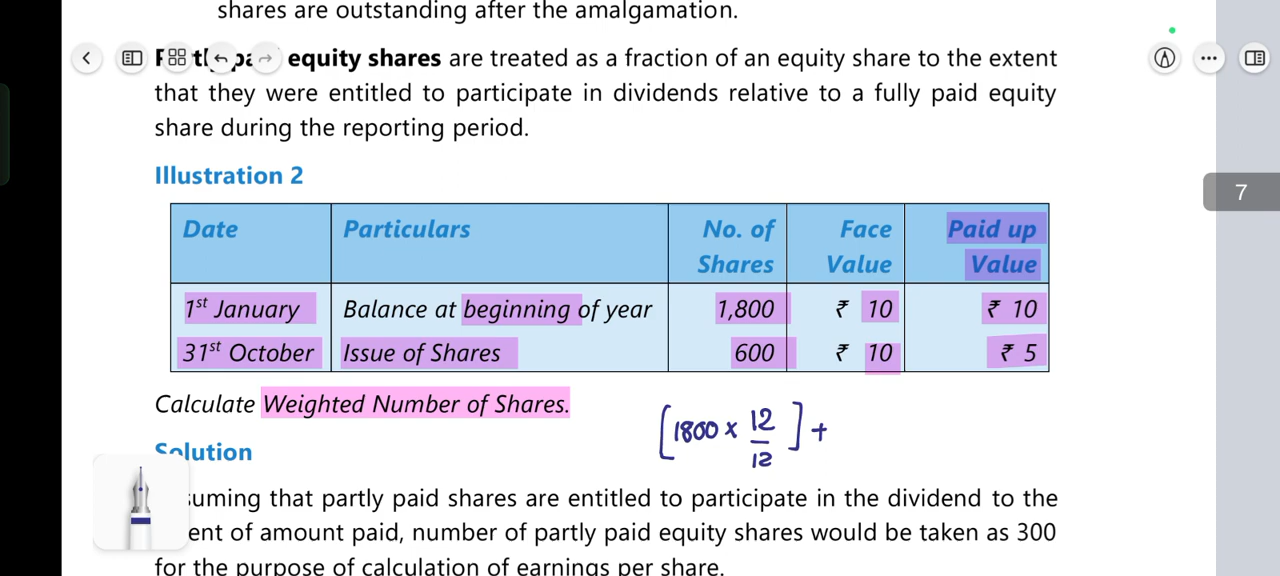 shares are outstanding after the amalgamation.
equity shares are treated as a fraction of an equity share to the extent
that they were entitled to participate in dividends relative to a fully paid equity
share during the reporting period.
7
Illustration 2
Date Particulars No. of Shares Face Value Paid up Value
1st January Balance at beginning of year 1,800 ₹ 10 ₹ 10
31st October Issue of Shares 600 ₹ 10 ₹ 5
Calculate Weighted Number of Shares.
[1800 x 12/12] +
Solution
suming that partly paid shares are entitled to participate in the dividend to the
ent of amount paid, number of partly paid equity shares would be taken as 300
for the purpose of calculation of earnings per share.